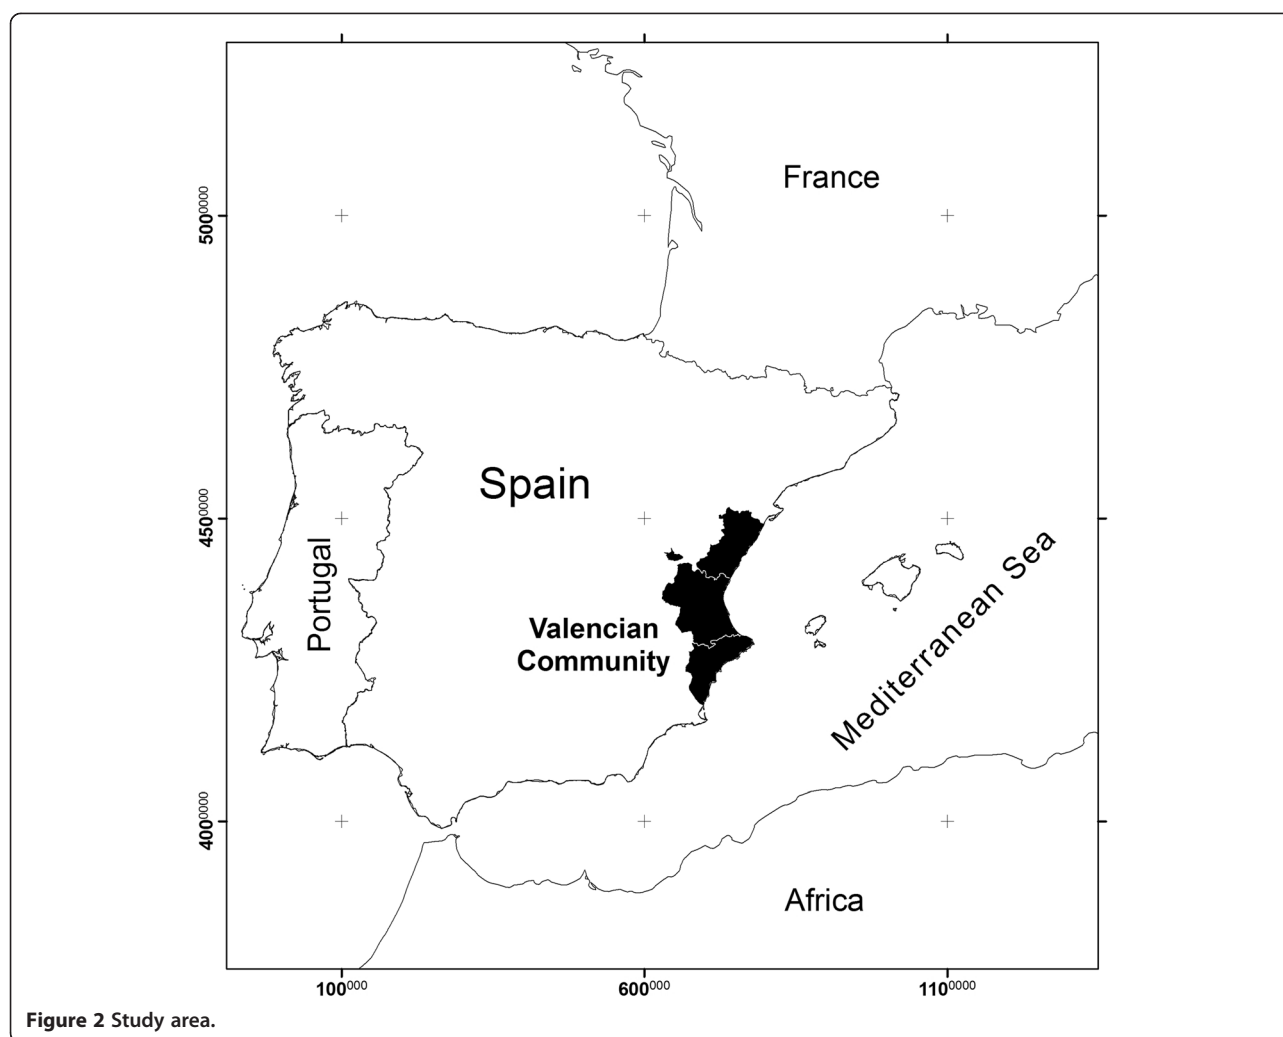 France
5000000
Spain
4500000
Portugal
Valencian
Community
Mediterranean Sea
4000000
Africa
100000
600000
1100000
Figure 2 Study area.